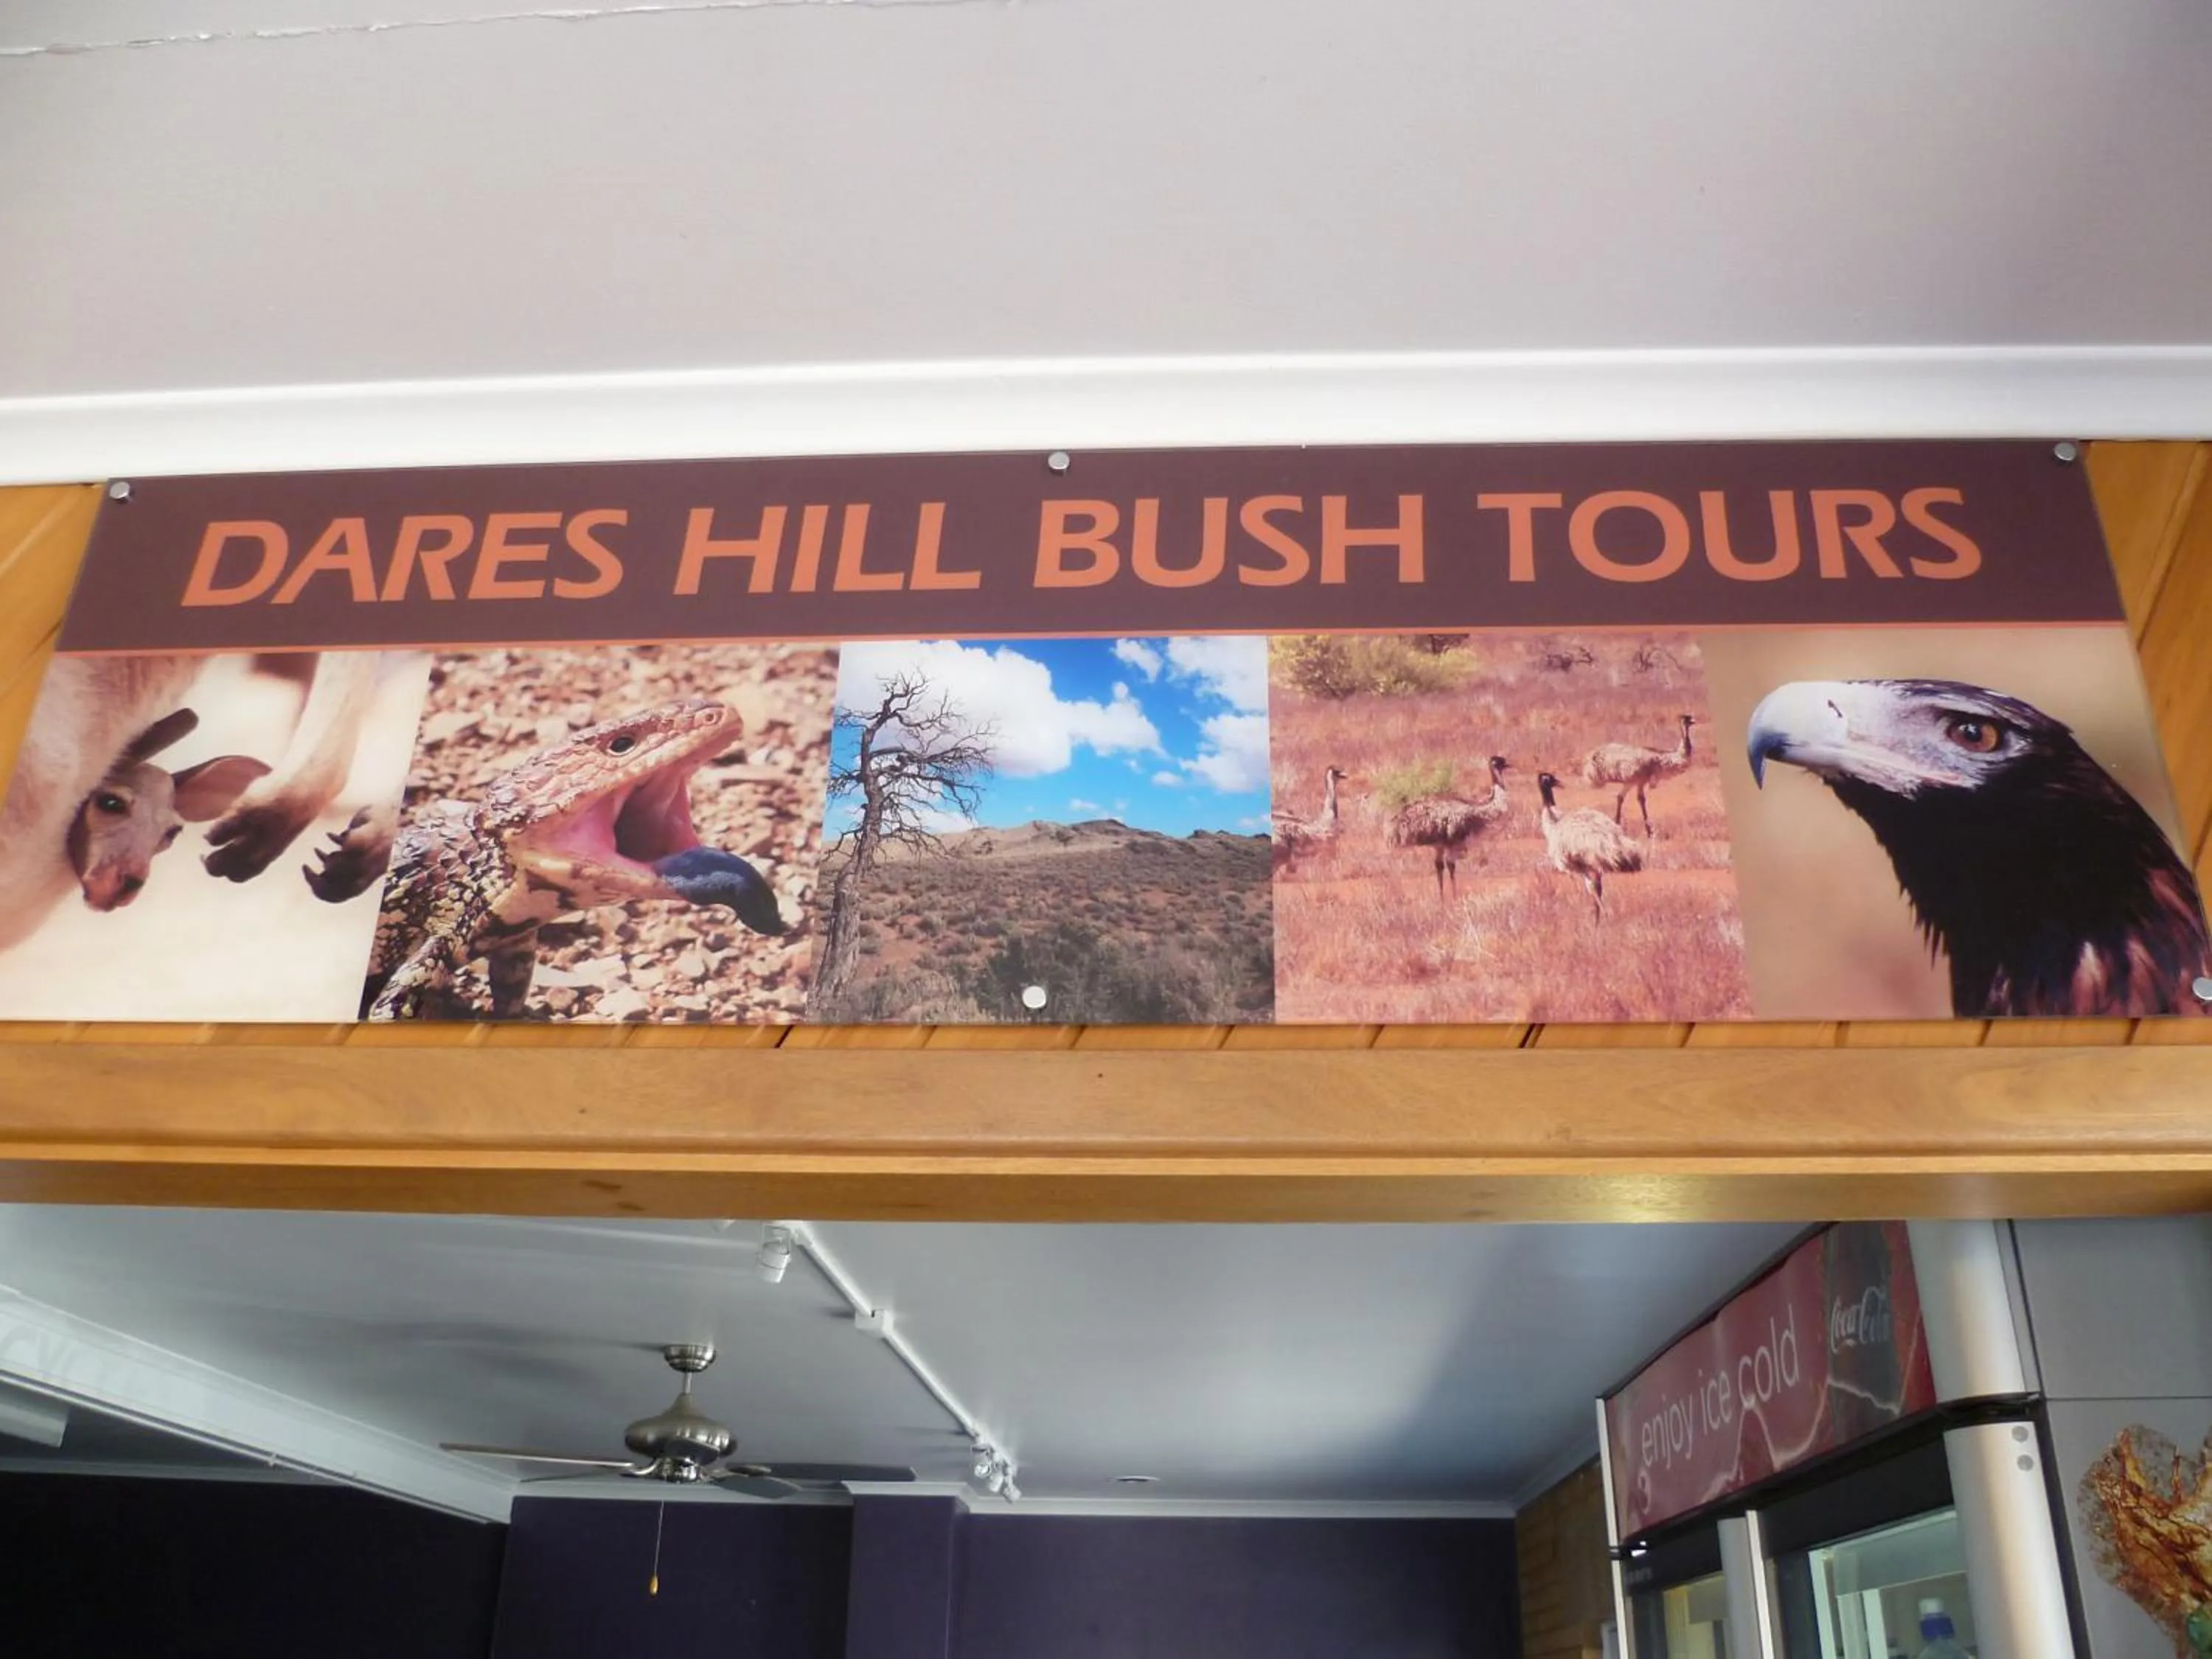 DARES HILL BUSH TOURS
enjoy ice cold
Coca-Cola